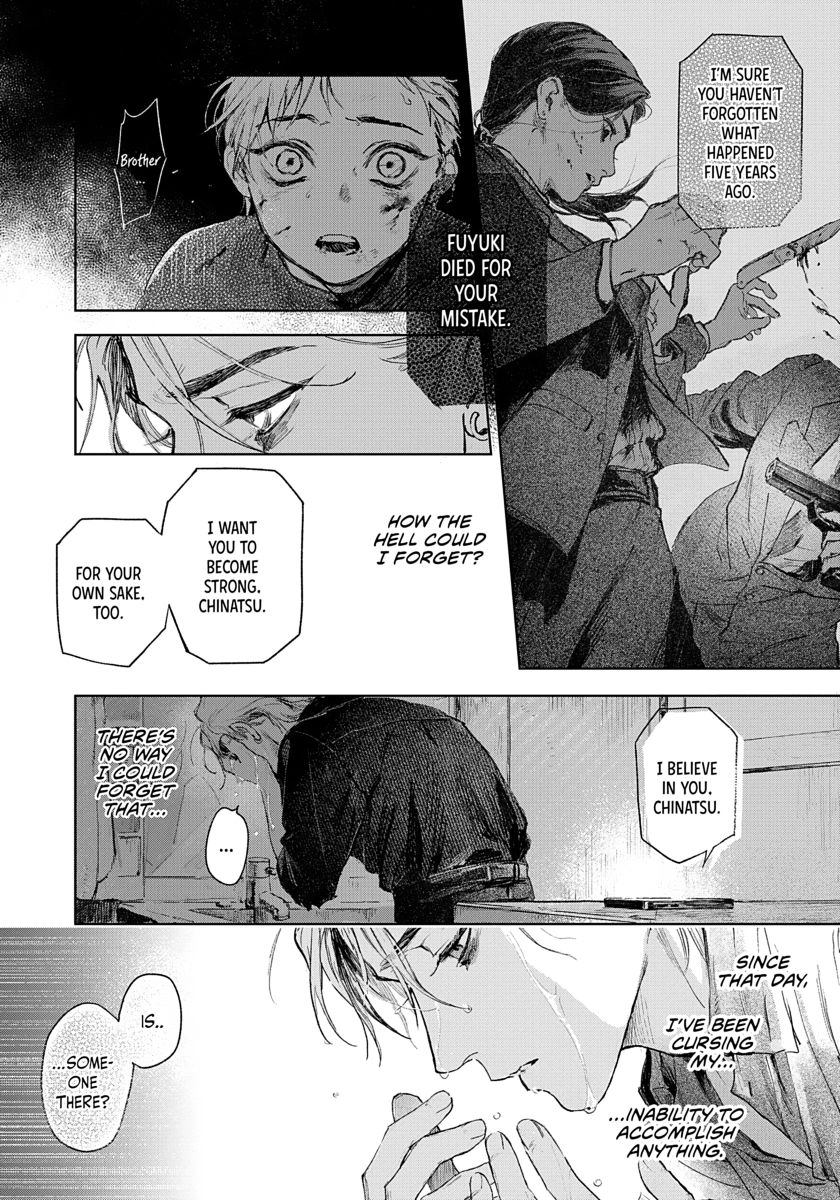 I'M SURE
YOU HAVEN'T
FORGOTTEN
WHAT
HAPPENED
FIVE YEARS
AGO.
FUYUKI
DIED FOR
YOUR
MISTAKE.
Brother
...
HOW THE
HELL COULD
I FORGET?
I WANT
YOU TO
BECOME
STRONG,
CHINATSU.
FOR YOUR
OWN SAKE,
TOO.
I BELIEVE
IN YOU,
CHINATSU.
...
THERE'S
NO WAY
I COULD
FORGET
THAT...
SINCE
THAT DAY,
I'VE BEEN
CURSING
MY...
...INABILITY TO
ACCOMPLISH
ANYTHING.
IS..
...SOME-
ONE
THERE?